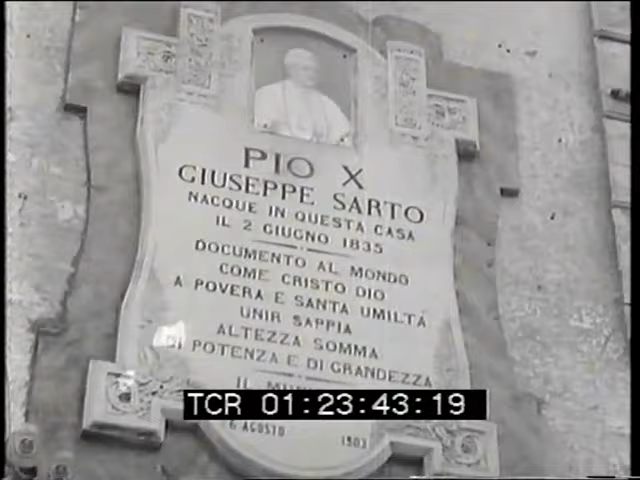 PIO X
GIUSEPPE SARTO
NACQUE IN QUESTA CASA
IL 2 GIUGNO 1835
DOCUMENTO AL MONDO
COME CRISTO DIO
A POVERA E SANTA UMILTÀ
UNIR SAPPIA
ALTEZZA SOMMA
DI POTENZA E DI GRANDEZZA
IL
TCR 01:23:43:19
6 AGOSTO 1903